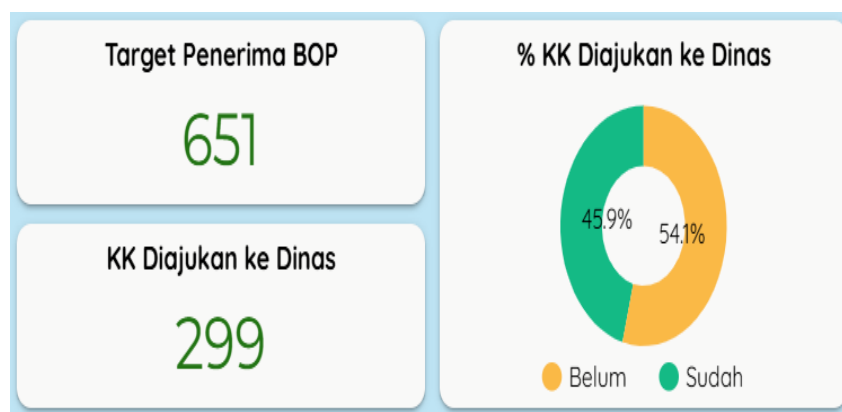 Target Penerima BOP
651
KK Diajukan ke Dinas
299
% KK Diajukan ke Dinas
45.9%
54.1%
Belum
Sudah